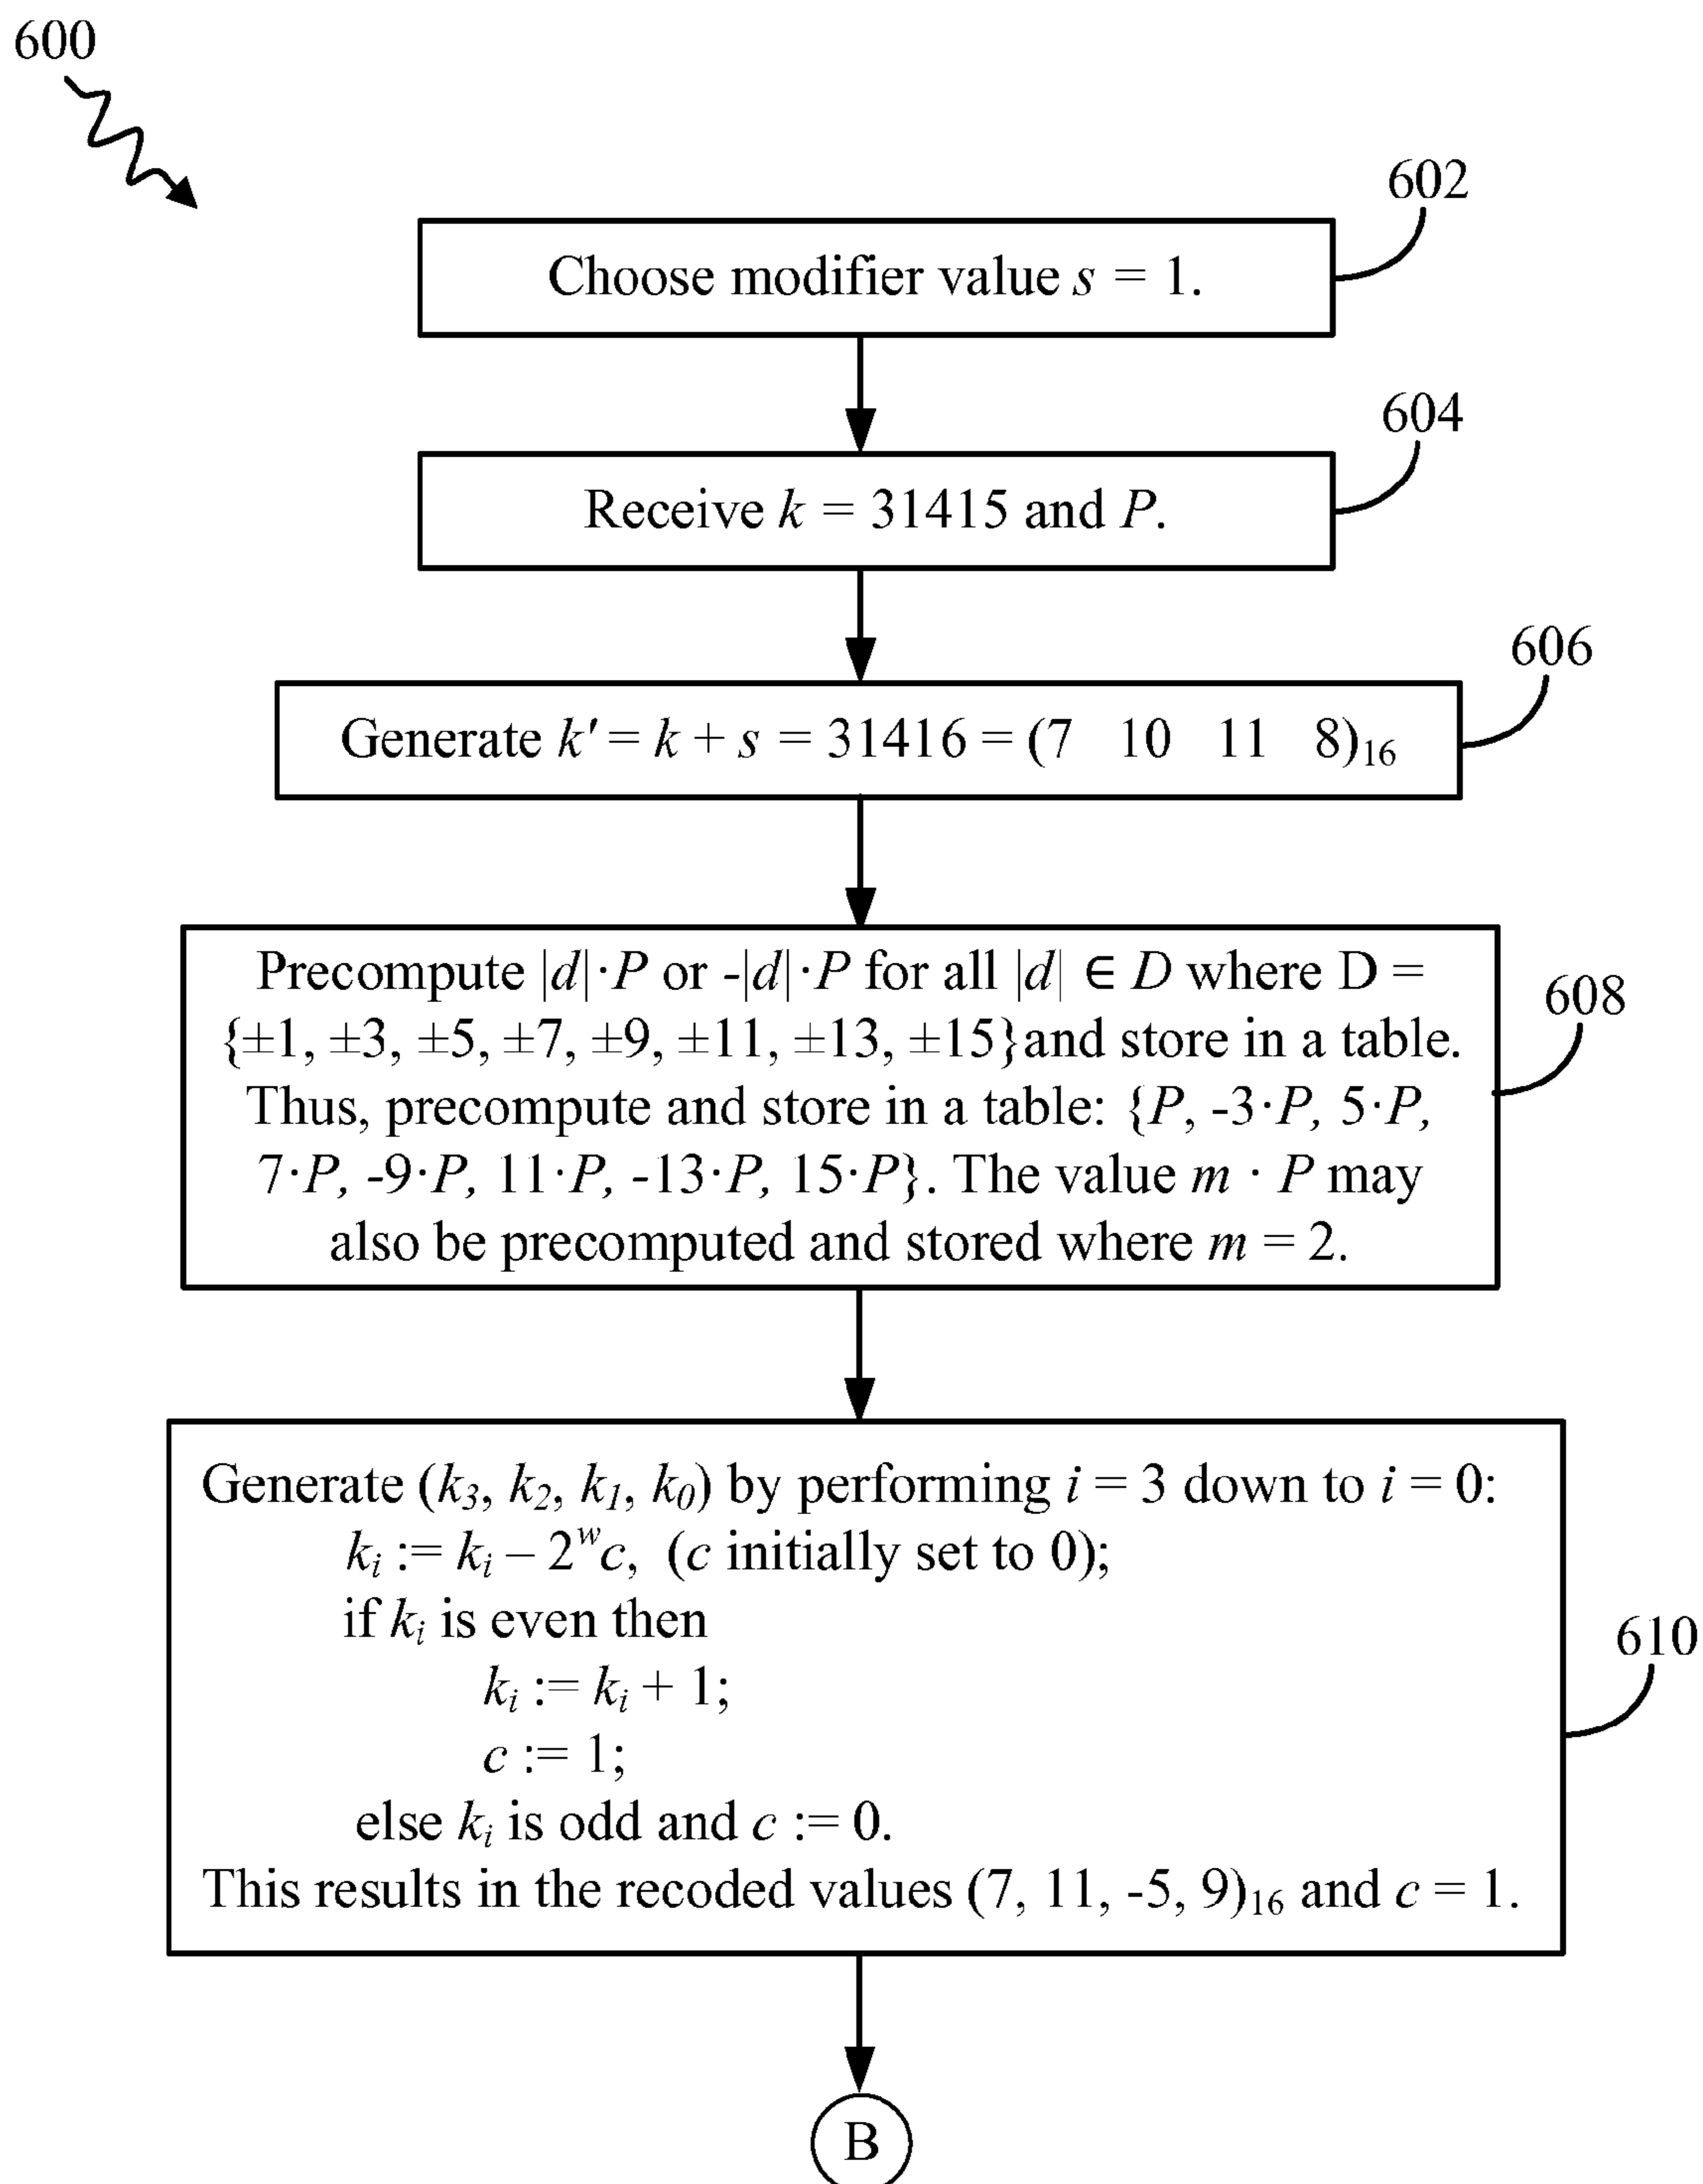 600
602
Choose modifier value s = 1.
604
Receive k = 31415 and P.
606
Generate k' = k + s = 31416 = (7 10 11 8)₁₆
608
Precompute |d|·P or -|d|·P for all |d| ∈ D where D =
{±1, ±3, ±5, ±7, ±9, ±11, ±13, ±15}and store in a table.
Thus, precompute and store in a table: {P, -3·P, 5·P,
7·P, -9·P, 11·P, -13·P, 15·P}. The value m · P may
also be precomputed and stored where m = 2.
610
Generate (k₃, k₂, k₁, k₀) by performing i = 3 down to i = 0:
kᵢ := kᵢ – 2ʷc, (c initially set to 0);
if kᵢ is even then
kᵢ := kᵢ + 1;
c := 1;
else kᵢ is odd and c := 0.
This results in the recoded values (7, 11, -5, 9)₁₆ and c = 1.
B